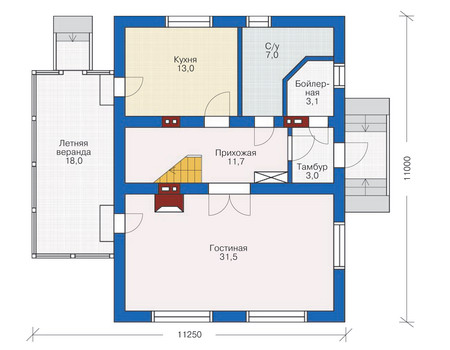 Кухня
13,0
С/у
7,0
Бойлер-
ная
3,1
Летняя
веранда
18,0
Прихожая
11,7
Тамбур
3,0
Гостиная
31,5
11000
11250